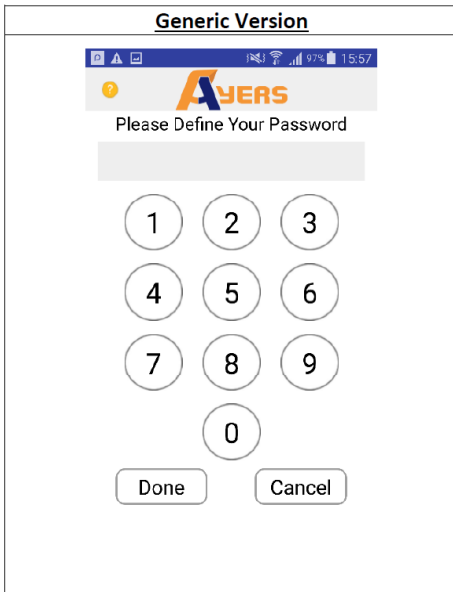 Generic Version
97% 15:57
?
AYERS
Please Define Your Password
1 2 3
4 5 6
7 8 9
0
Done Cancel